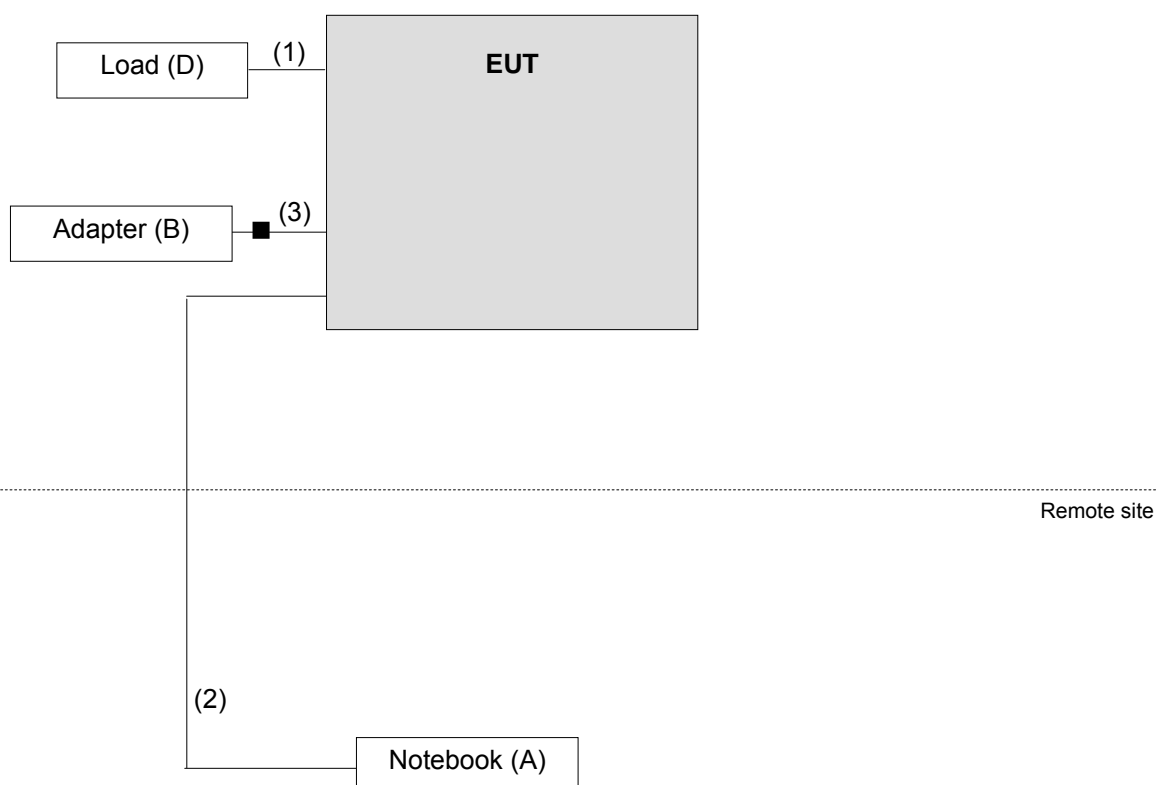 Load (D)
(1)
EUT
Adapter (B)
(3)
Remote site
(2)
Notebook (A)